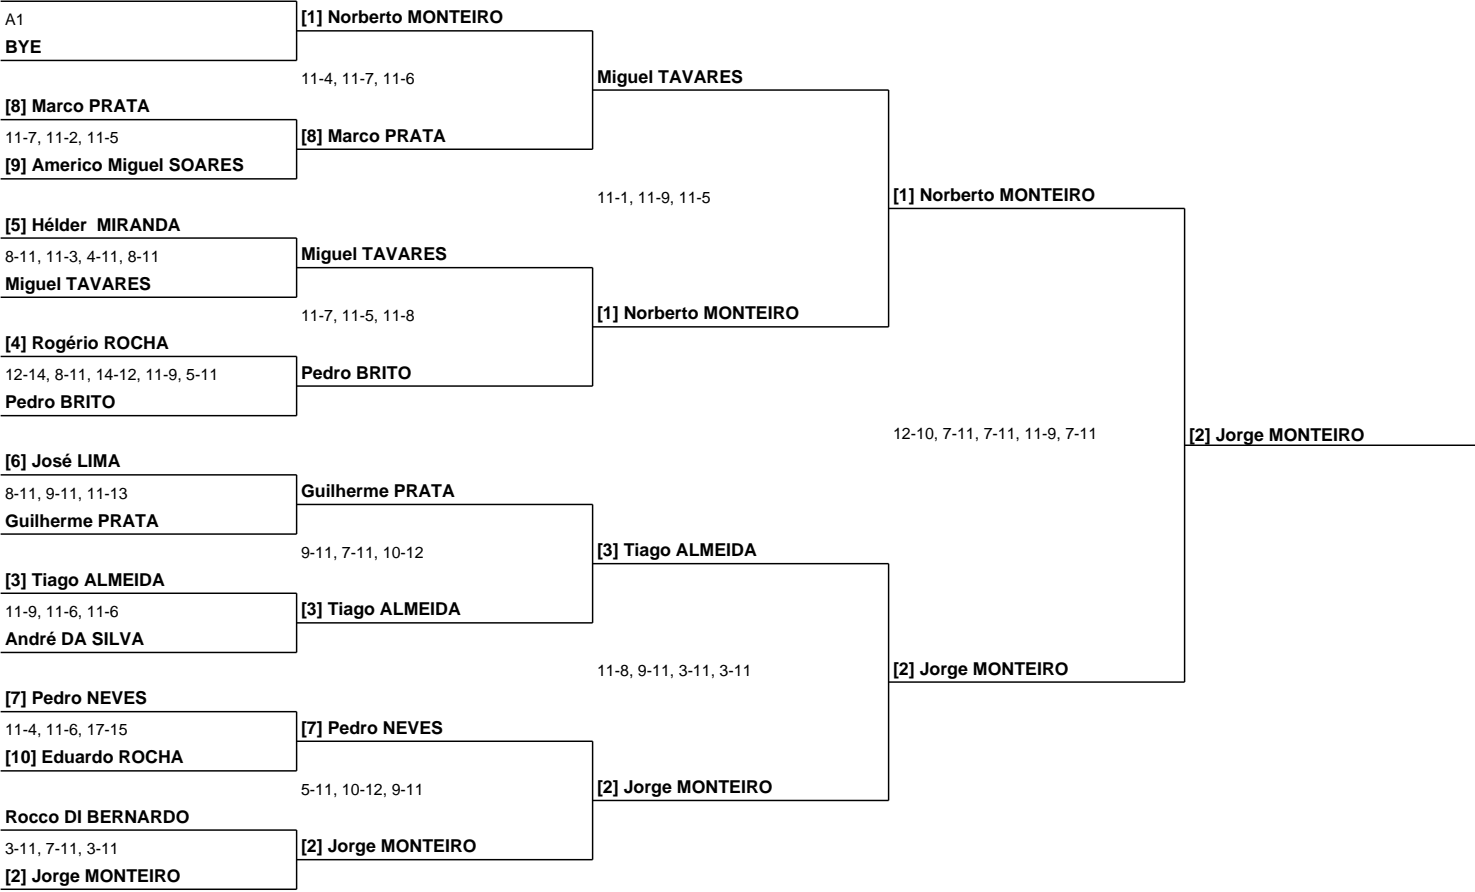 A1
BYE
[8] Marco PRATA
11-7, 11-2, 11-5
[9] Americo Miguel SOARES
[5] Hélder  MIRANDA
8-11, 11-3, 4-11, 8-11
Miguel TAVARES
[4] Rogério ROCHA
12-14, 8-11, 14-12, 11-9, 5-11
Pedro BRITO
[6] José LIMA
8-11, 9-11, 11-13
Guilherme PRATA
[3] Tiago ALMEIDA
11-9, 11-6, 11-6
André DA SILVA
[7] Pedro NEVES
11-4, 11-6, 17-15
[10] Eduardo ROCHA
Rocco DI BERNARDO
3-11, 7-11, 3-11
[2] Jorge MONTEIRO
[1] Norberto MONTEIRO
11-4, 11-7, 11-6
[8] Marco PRATA
Miguel TAVARES
11-7, 11-5, 11-8
Pedro BRITO
Guilherme PRATA
9-11, 7-11, 10-12
[3] Tiago ALMEIDA
[7] Pedro NEVES
5-11, 10-12, 9-11
[2] Jorge MONTEIRO
Miguel TAVARES
11-1, 11-9, 11-5
[1] Norberto MONTEIRO
[3] Tiago ALMEIDA
11-8, 9-11, 3-11, 3-11
[2] Jorge MONTEIRO
[1] Norberto MONTEIRO
12-10, 7-11, 7-11, 11-9, 7-11
[2] Jorge MONTEIRO
[2] Jorge MONTEIRO